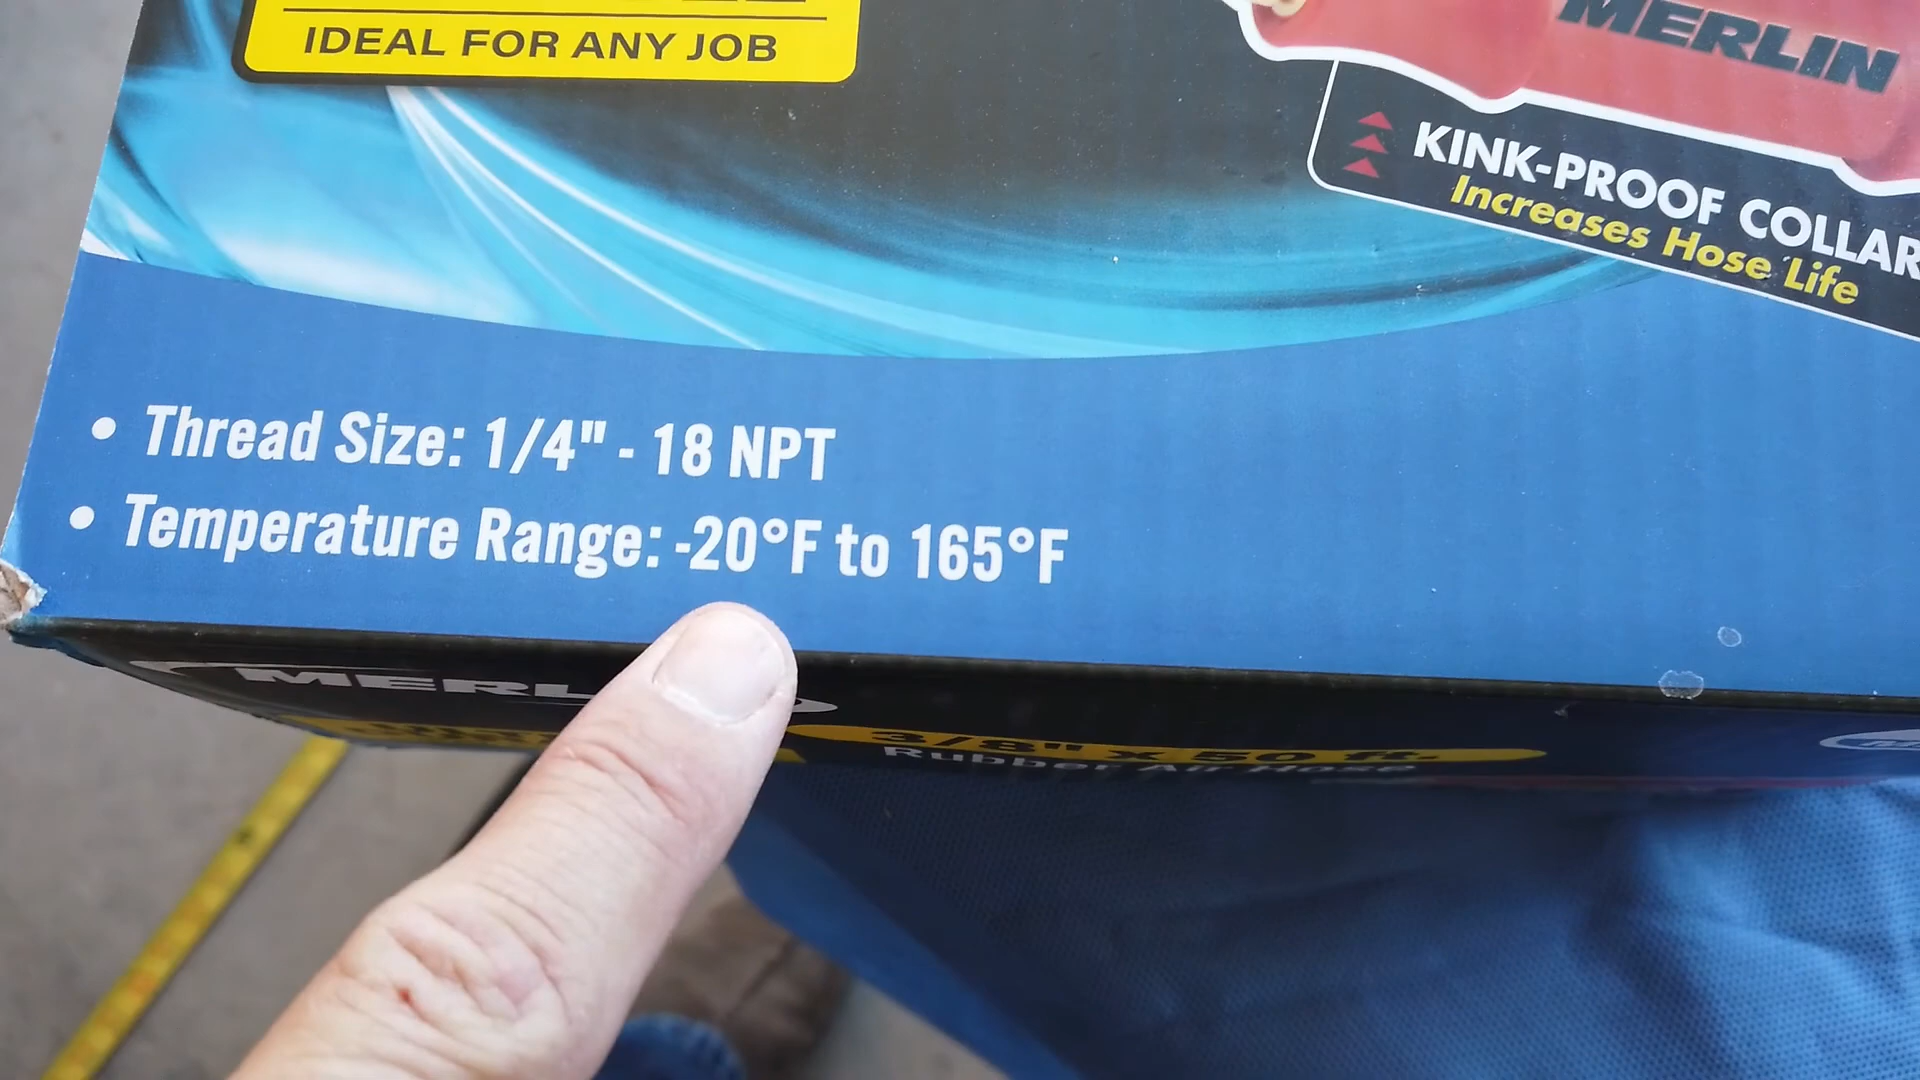 IDEAL FOR ANY JOB
MERLIN
KINK-PROOF COLLAR
Increases Hose Life
• Thread Size: 1/4" - 18 NPT
• Temperature Range: -20°F to 165°F
3/8" x 50 ft.
Rubber Air Hose